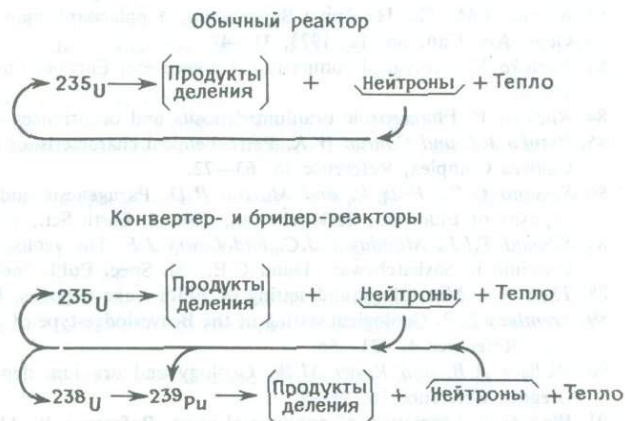 Обычный реактор
235U → [Продукты деления] + Нейтроны + Тепло
Конвертер- и бридер-реакторы
235U → [Продукты деления] + Нейтроны + Тепло
238U → 239Pu → [Продукты деления] + Нейтроны + Тепло